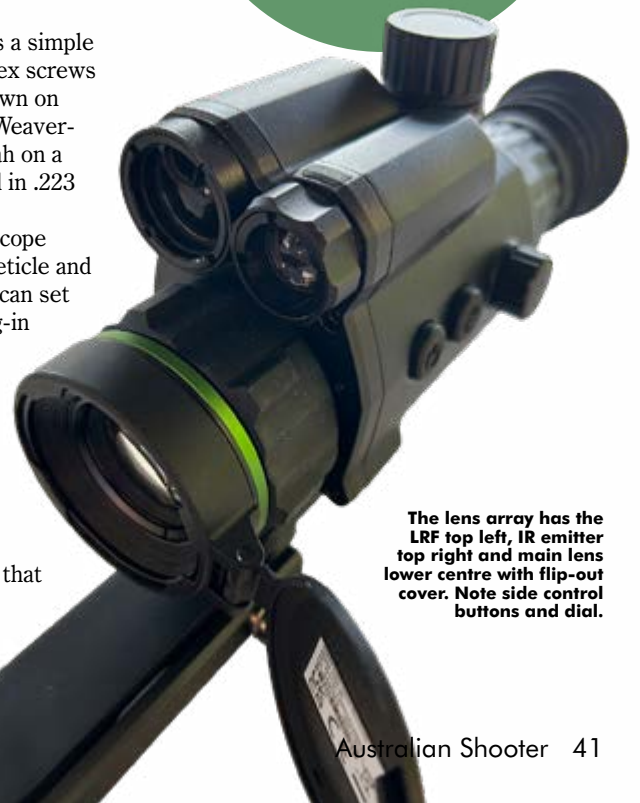 s a simple
ex screws
wn on
Weaver-
ah on a
l in .223
cope
eticle and
can set
g-in
that
The lens array has the
LRF top left, IR emitter
top right and main lens
lower centre with flip-out
cover. Note side control
buttons and dial.
Australian Shooter 41